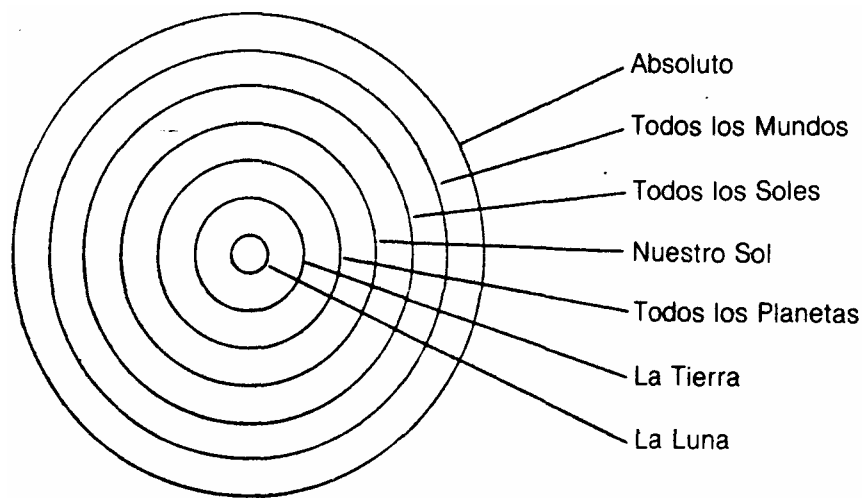 Absoluto
Todos los Mundos
Todos los Soles
Nuestro Sol
Todos los Planetas
La Tierra
La Luna